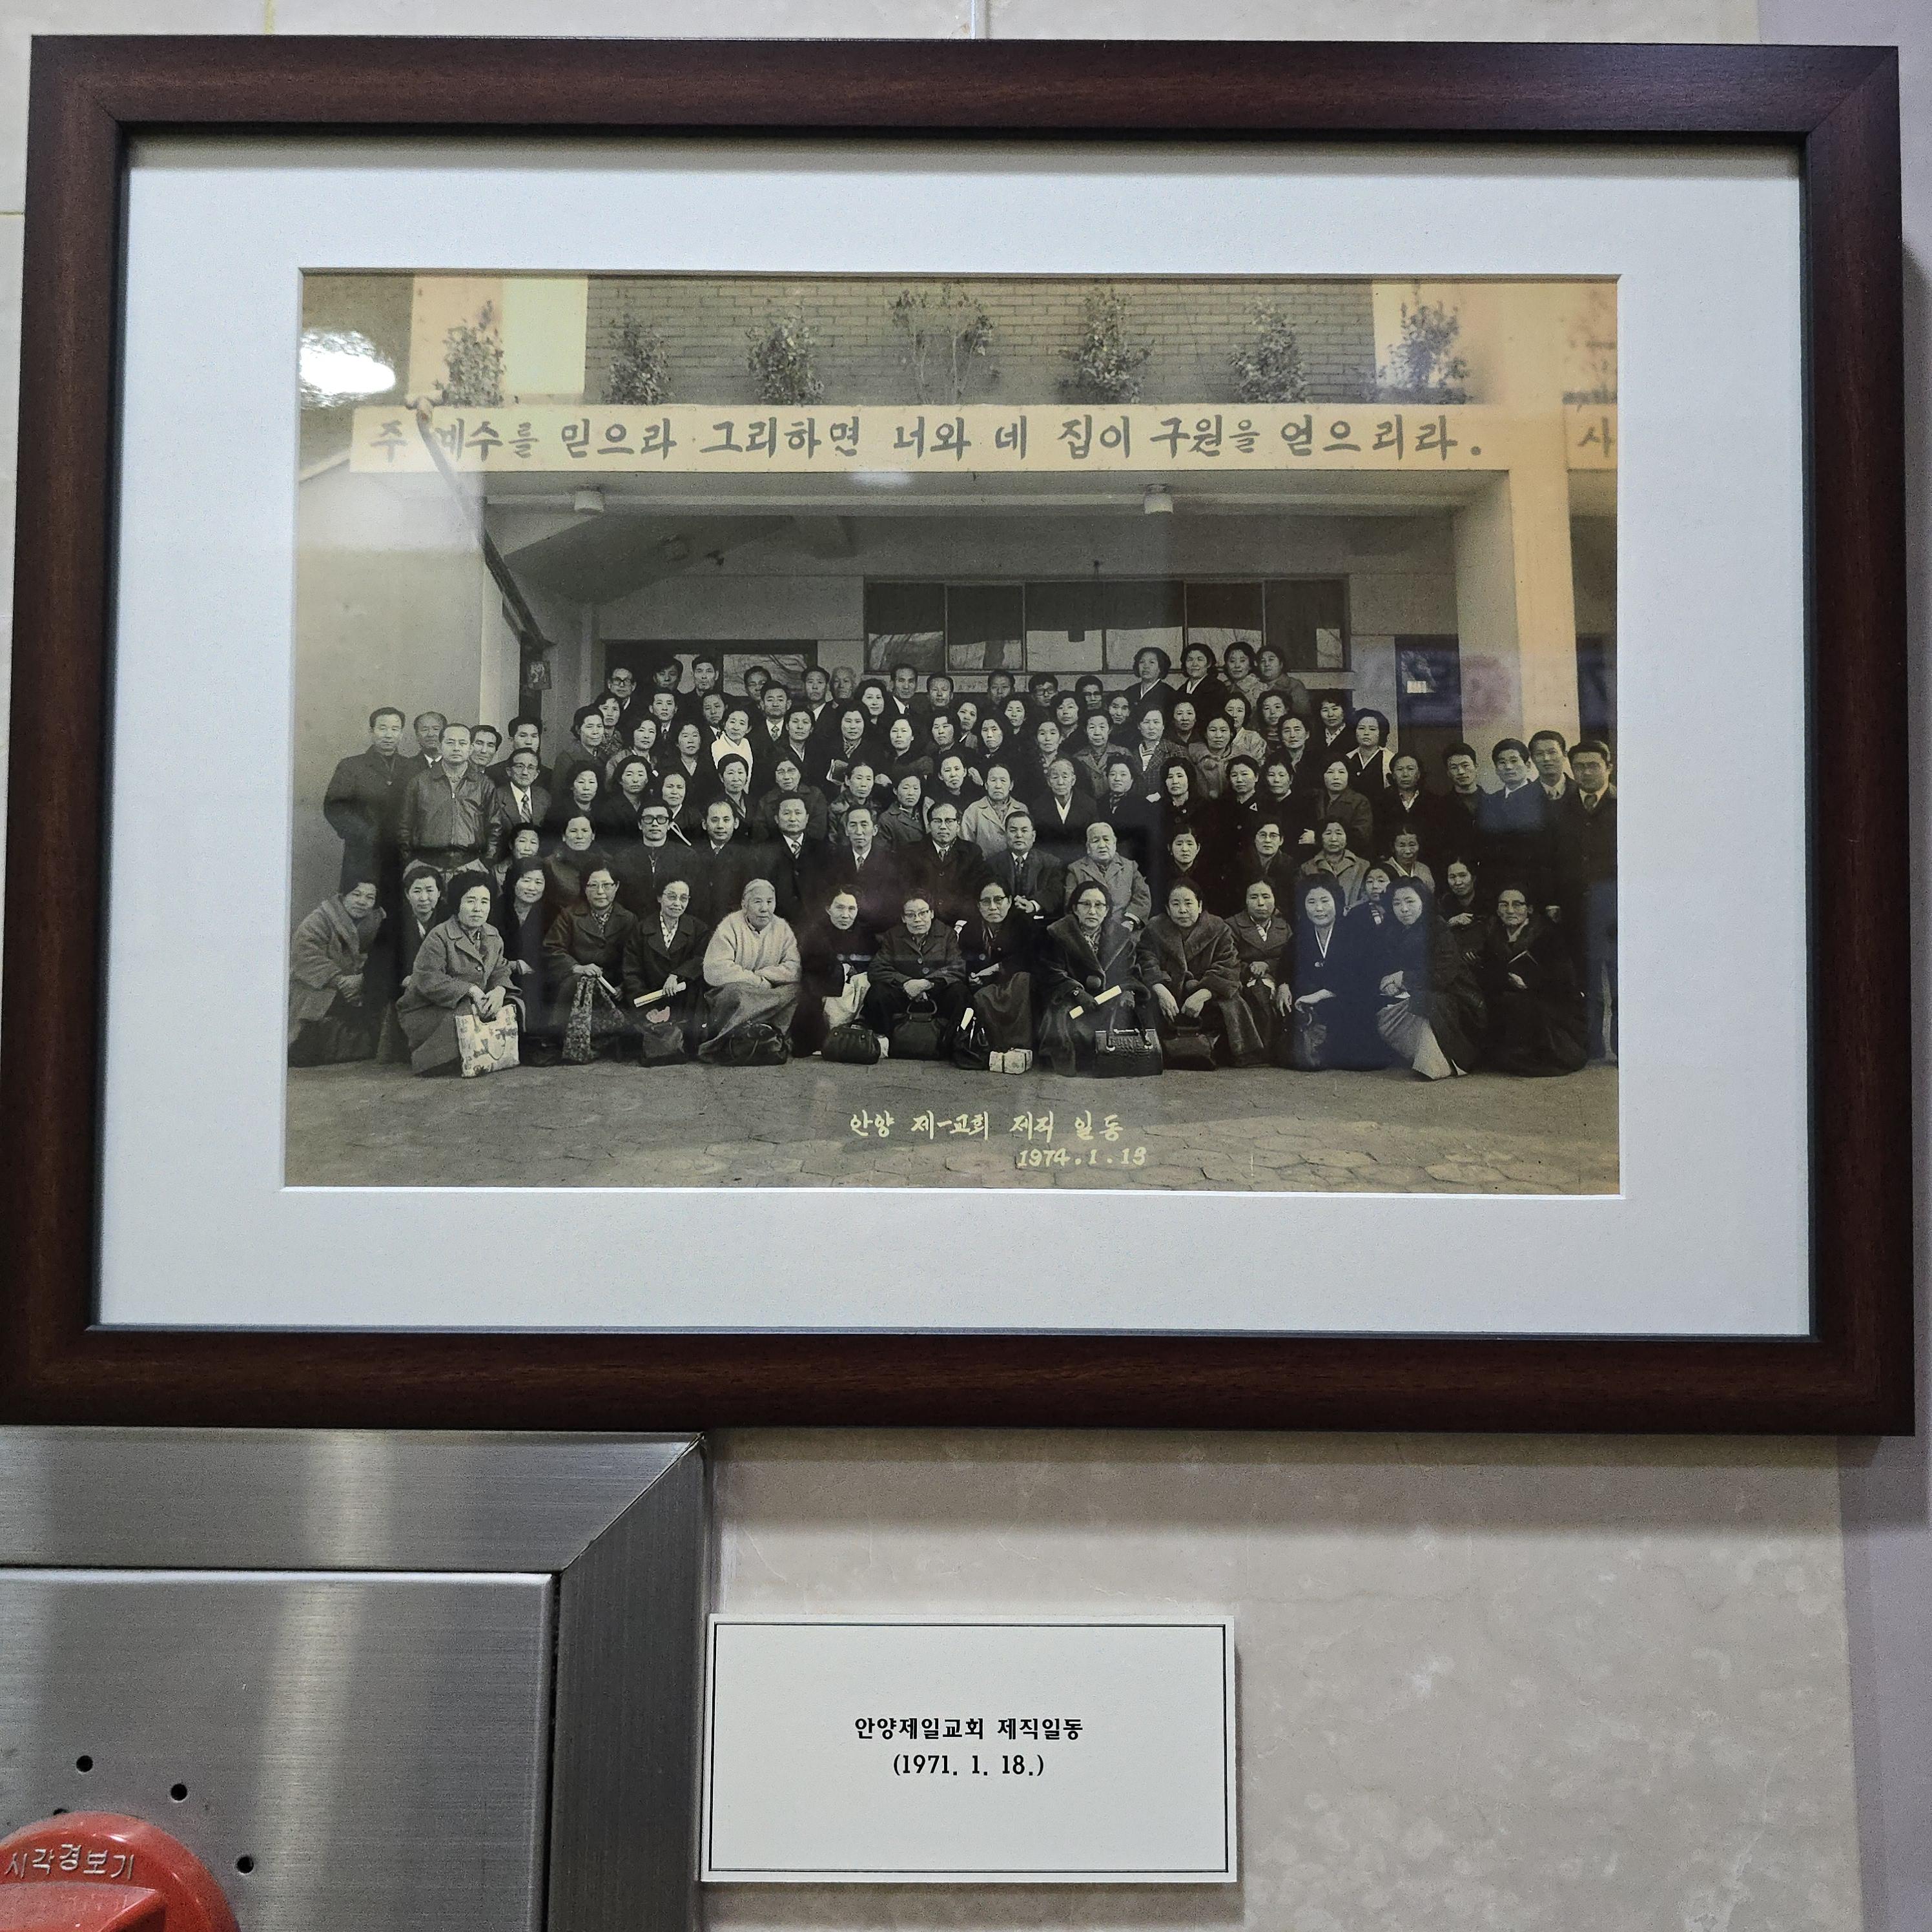 주 예수를 믿으라 그리하면 너와 네 집이 구원을 얻으리라.
사
안양 제一교회 제직 일동
1974.1.13
안양제일교회 제직일동
(1971. 1. 18.)
시각경보기